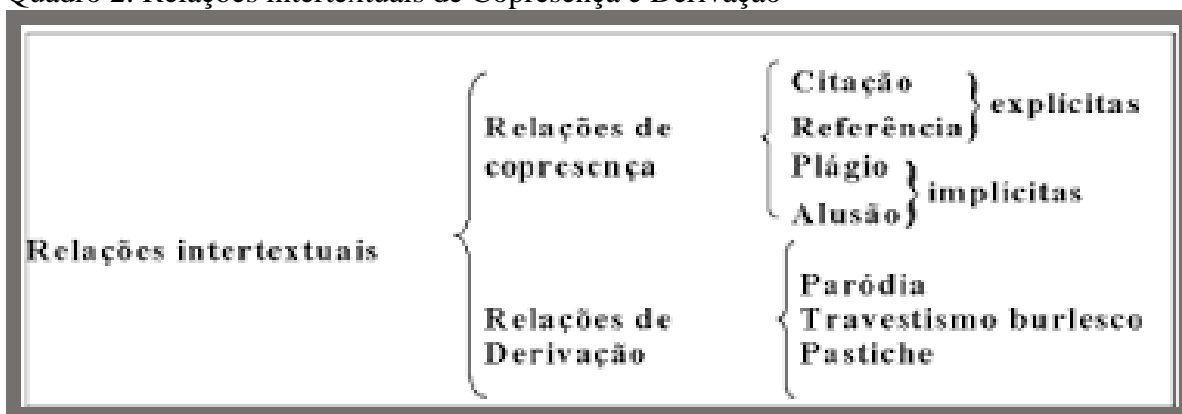 Quadro 2: Relações intertextuais de Copresença e Derivação
Relações intertextuais
Relações de
copresença
Citação
Referência
explícitas
Plágio
Alusão
implícitas
Relações de
Derivação
Paródia
Travestismo burlesco
Pastiche